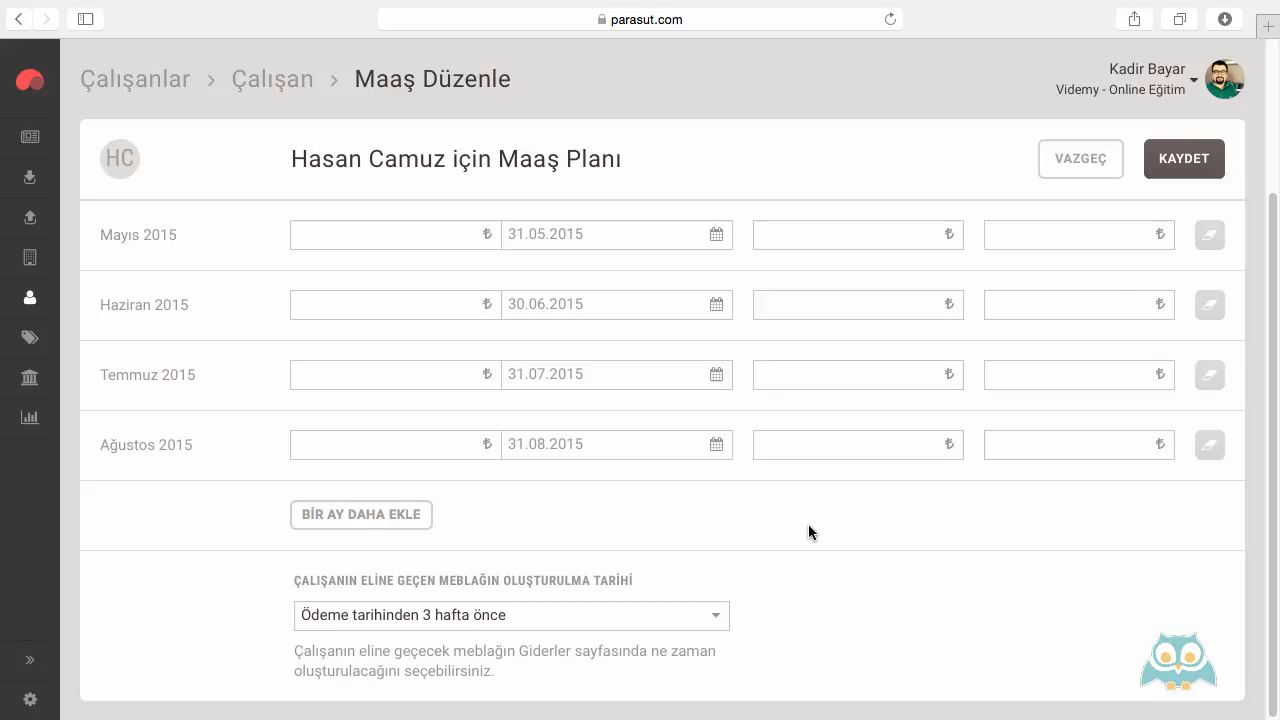 parasut.com
Çalışanlar > Çalışan > Maaş Düzenle
Kadir Bayar
Videmy - Online Eğitim
HC
Hasan Camuz için Maaş Planı
VAZGEÇ
KAYDET
Mayıs 2015 ₺ 31.05.2015 ₺ ₺
Haziran 2015 ₺ 30.06.2015 ₺ ₺
Temmuz 2015 ₺ 31.07.2015 ₺ ₺
Ağustos 2015 ₺ 31.08.2015 ₺ ₺
BİR AY DAHA EKLE
ÇALIŞANIN ELİNE GEÇEN MEBLAĞIN OLUŞTURULMA TARİHİ
Ödeme tarihinden 3 hafta önce
Çalışanın eline geçecek meblağın Giderler sayfasında ne zaman
oluşturulacağını seçebilirsiniz.